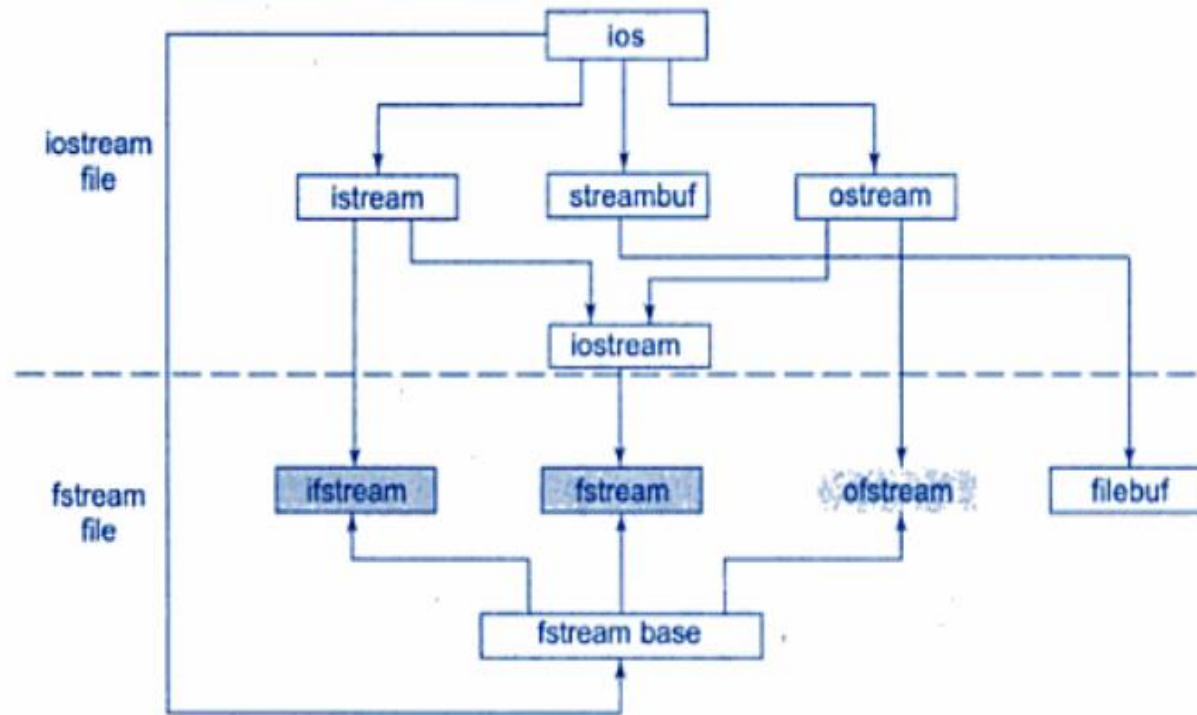 ios
iostream
file
istream
streambuf
ostream
iostream
fstream
file
ifstream
fstream
ofstream
filebuf
fstream base